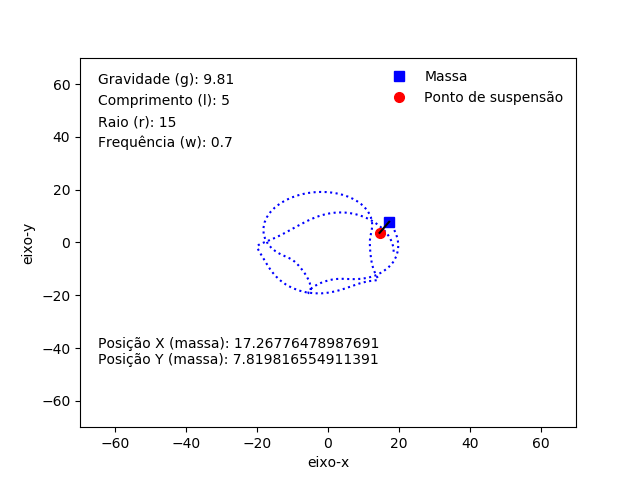 Gravidade (g): 9.81
Comprimento (l): 5
Raio (r): 15
Frequência (w): 0.7
Massa
Ponto de suspensão
60
40
20
0
−20
−40
−60
eixo-y
Posição X (massa): 17.26776478987691
Posição Y (massa): 7.819816554911391
−60 −40 −20 0 20 40 60
eixo-x